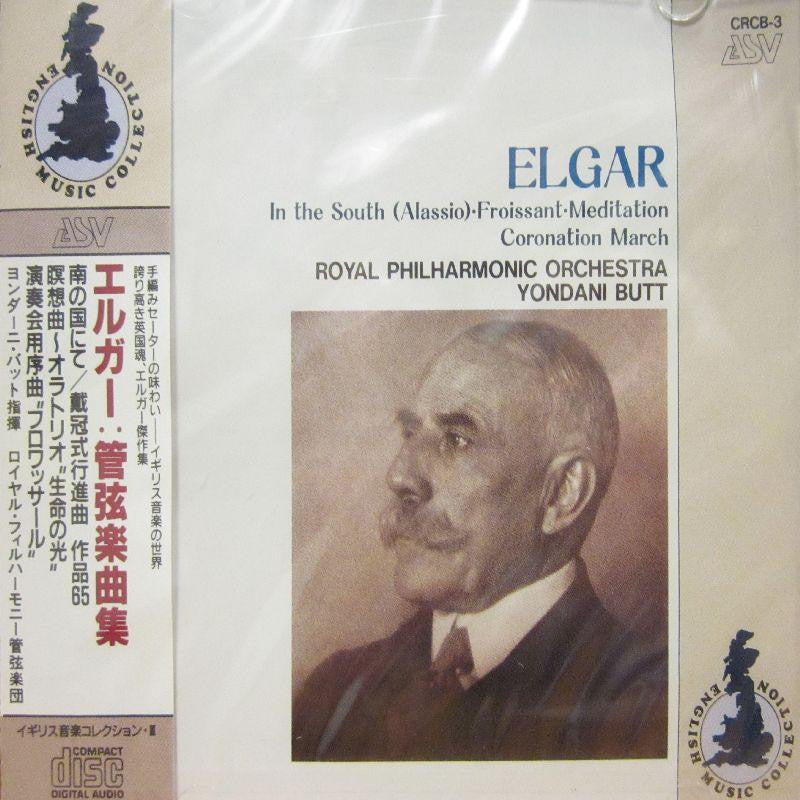 ENGLISH MUSIC COLLECTION
ASV
手編みセーターの味わい——イギリス音楽の世界
誇り高き英国魂、エルガー傑作集
エルガー：管弦楽曲集
南の国にて／戴冠式行進曲 作品65
瞑想曲～オラトリオ“生命の光”
演奏会用序曲“フロワッサール”
ヨンダーニ・バット指揮 ロイヤル・フィルハーモニー管弦楽団
イギリス音楽コレクション・Ⅲ
COMPACT
disc
DIGITAL AUDIO
CRCB-3
ASV
ELGAR
In the South (Alassio)·Froissant·Meditation
Coronation March
ROYAL PHILHARMONIC ORCHESTRA
YONDANI BUTT
ENGLISH MUSIC COLLECTION